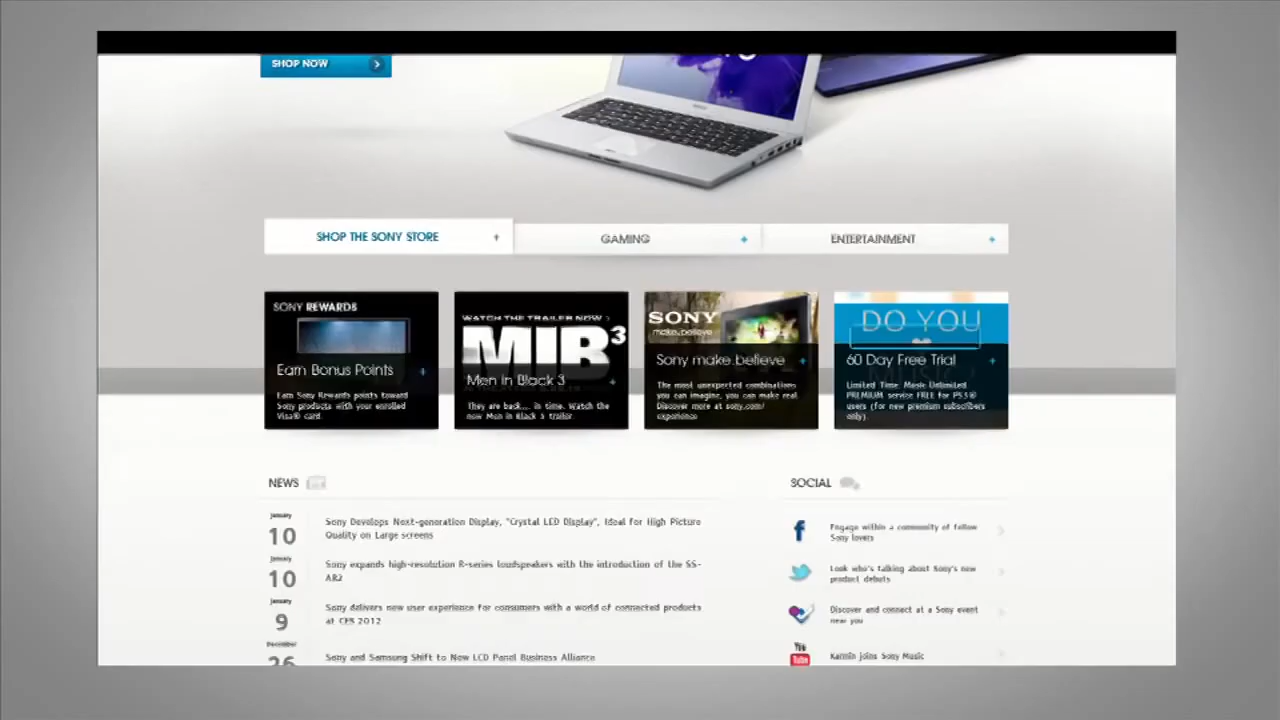 SHOP NOW
SHOP THE SONY STORE
GAMING
ENTERTAINMENT
SONY REWARDS
Earn Bonus Points
Earn Sony Rewards points toward
Sony products with your enrolled
Visa® card.
WATCH THE TRAILER NOW >
MIB3
Men in Black 3
They are back... in time. Watch the
new Men in Black 3 trailer
SONY
make.believe
Sony make.believe
The most unexpected combinations
you can imagine, you can make real.
Discover more at sony.com/
experience
DO YOU
60 Day Free Trial
Limited Time: Music Unlimited
PREMIUM service FREE for PS3®
users (for new premium subscribers
only).
NEWS
January
10
Sony Develops Next-generation Display, "Crystal LED Display", Ideal for High Picture
Quality on Large screens
January
10
Sony expands high-resolution R-series loudspeakers with the introduction of the SS-
AR2
January
9
Sony delivers new user experience for consumers with a world of connected products
at CES 2012
December
26
Sony and Samsung Shift to New LCD Panel Business Alliance
SOCIAL
Engage within a community of fellow
Sony lovers
Look who's talking about Sony's new
product debuts
Discover and connect at a Sony event
near you
You
Tube
Karmin joins Sony Music